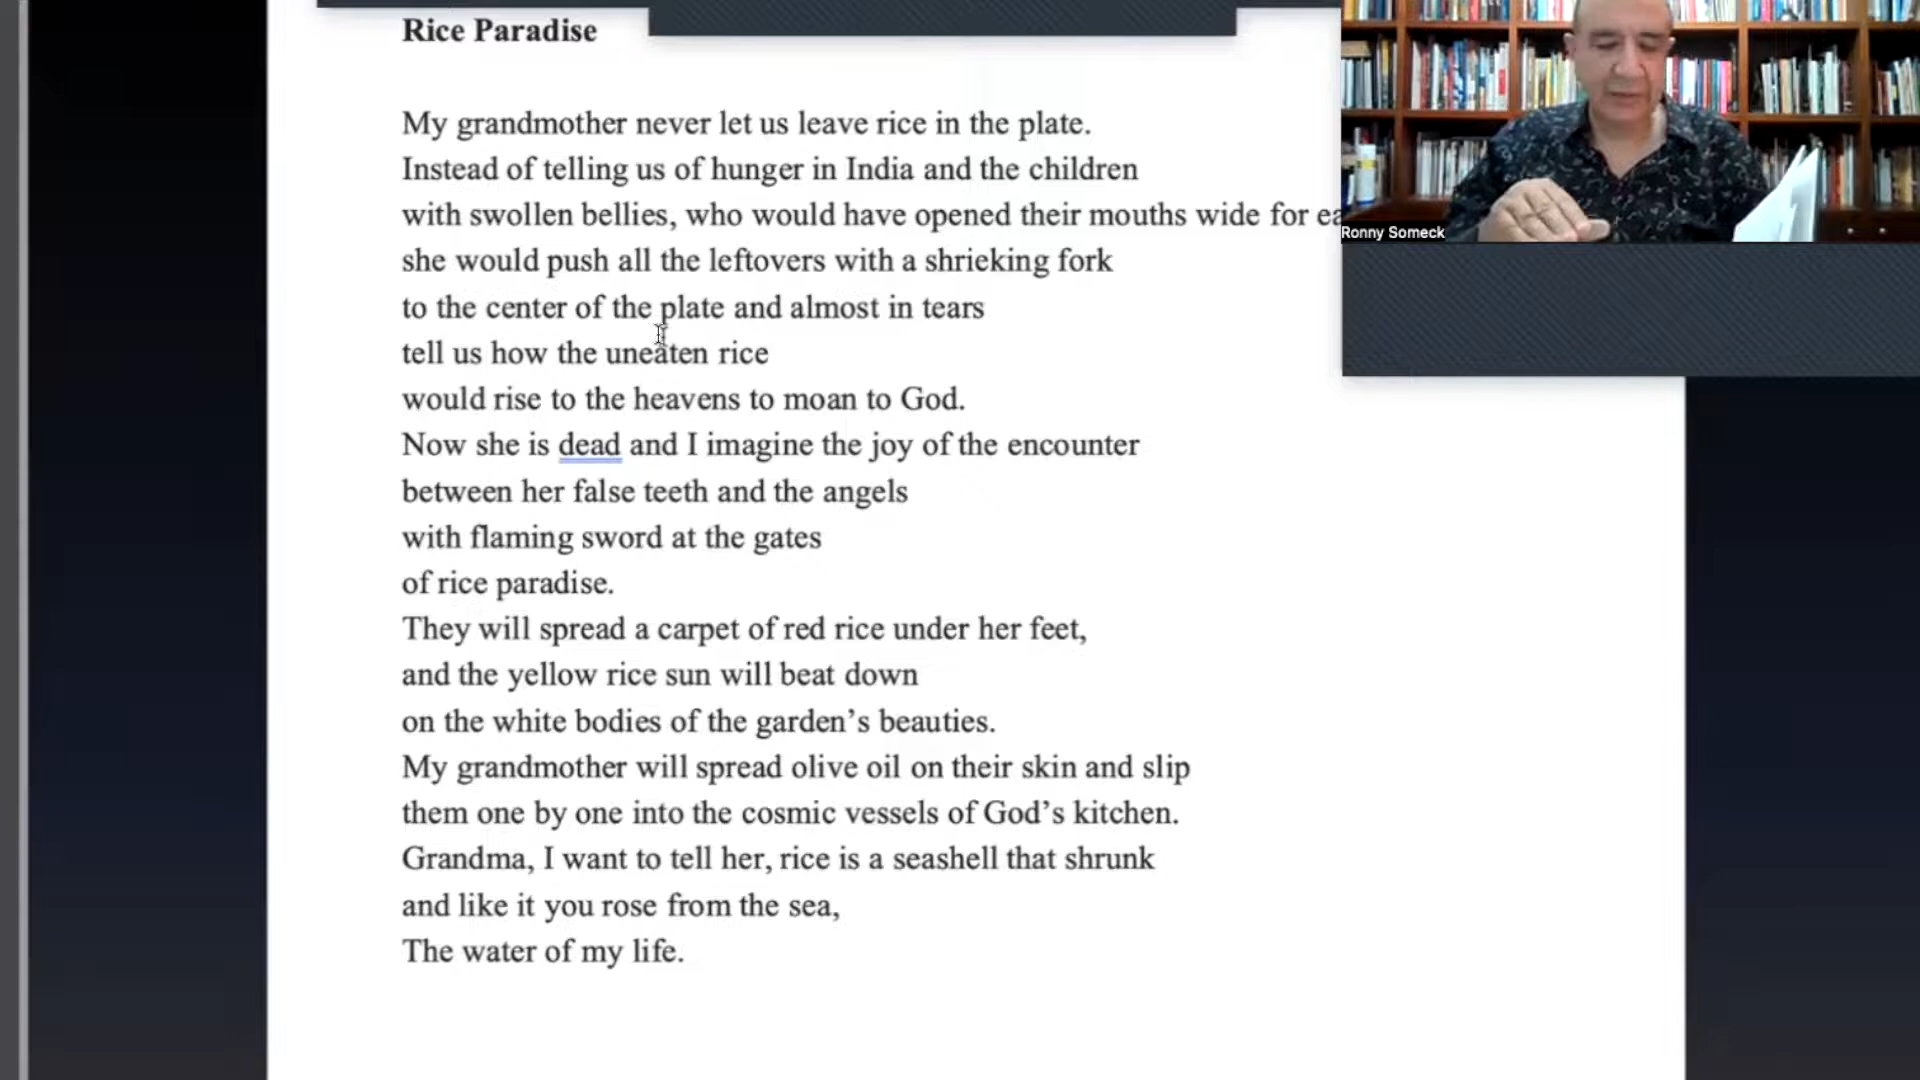 Rice Paradise
My grandmother never let us leave rice in the plate.
Instead of telling us of hunger in India and the children
with swollen bellies, who would have opened their mouths wide for
she would push all the leftovers with a shrieking fork
to the center of the plate and almost in tears
tell us how the uneaten rice
would rise to the heavens to moan to God.
Now she is dead and I imagine the joy of the encounter
between her false teeth and the angels
with flaming sword at the gates
of rice paradise.
They will spread a carpet of red rice under her feet,
and the yellow rice sun will beat down
on the white bodies of the garden’s beauties.
My grandmother will spread olive oil on their skin and slip
them one by one into the cosmic vessels of God’s kitchen.
Grandma, I want to tell her, rice is a seashell that shrunk
and like it you rose from the sea,
The water of my life.
Ronny Someck